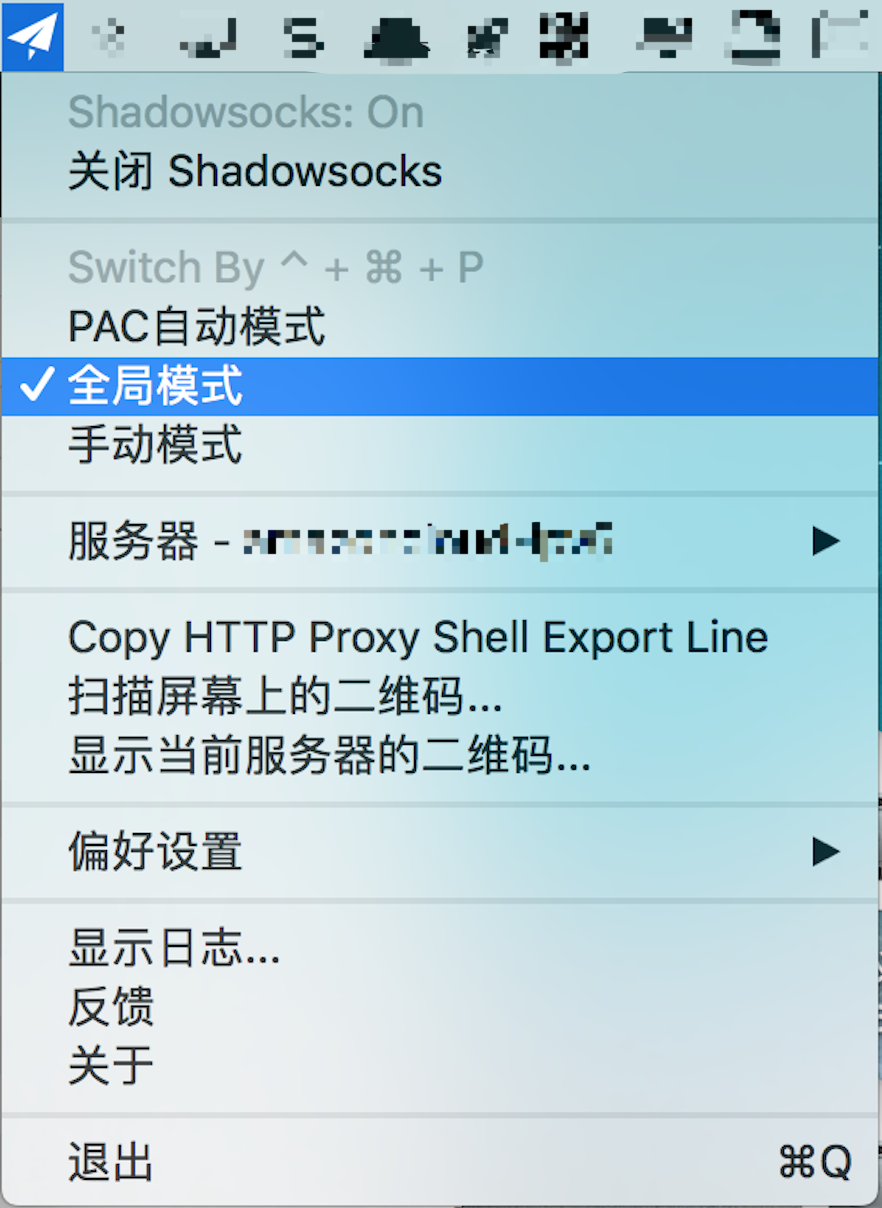 Shadowsocks: On
关闭 Shadowsocks
Switch By ^ + ⌘ + P
PAC自动模式
全局模式
手动模式
服务器 -
Copy HTTP Proxy Shell Export Line
扫描屏幕上的二维码...
显示当前服务器的二维码...
偏好设置
显示日志...
反馈
关于
退出 ⌘Q